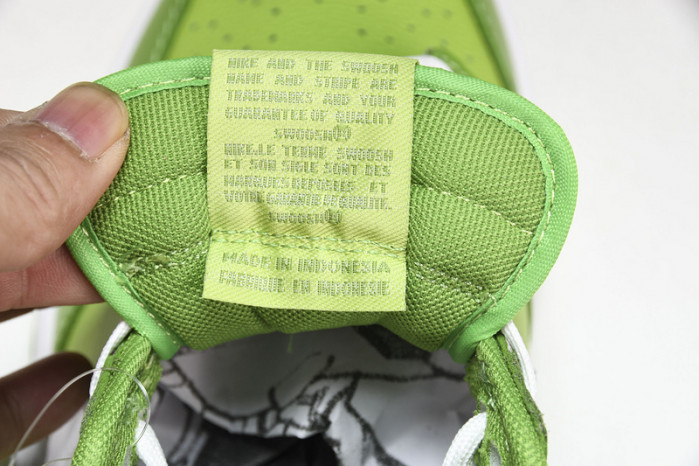 NIKE AND THE SWOOSH
NAME AND STRIPE ARE
TRADEMARKS AND YOUR
GUARANTEE OF QUALITY
SWOOSH®
NIKE,LE TERME SWOOSH
ET SON SIGLE SONT DES
MARQUES DEPOSEES ET
VOTRE GARANTIE DE QUALITE.
SWOOSH®
MADE IN INDONESIA
FABRIQUE EN INDONESIE